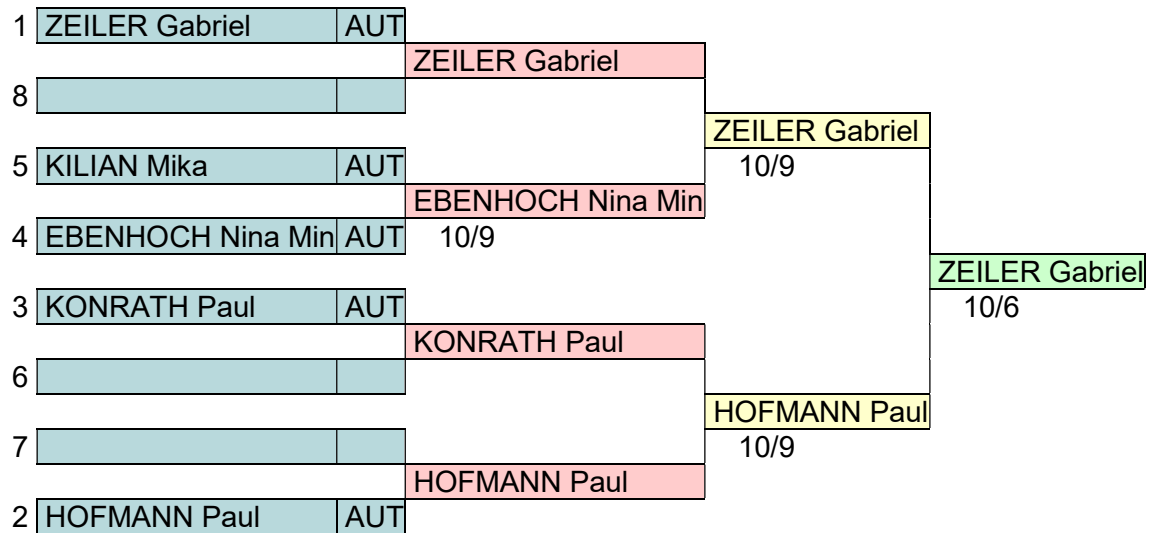 1 ZEILER Gabriel AUT
ZEILER Gabriel
8
ZEILER Gabriel
5 KILIAN Mika AUT 10/9
EBENHOCH Nina Min
4 EBENHOCH Nina Min AUT 10/9
ZEILER Gabriel
3 KONRATH Paul AUT 10/6
KONRATH Paul
6
HOFMANN Paul
7 10/9
HOFMANN Paul
2 HOFMANN Paul AUT